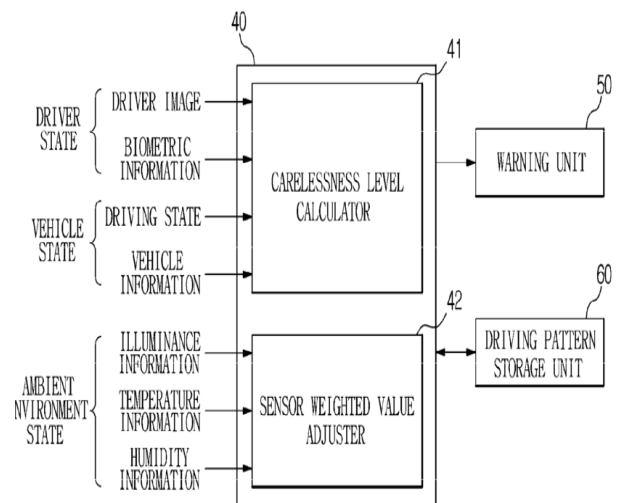 40
41
DRIVER
STATE
DRIVER IMAGE
BIOMETRIC
INFORMATION
VEHICLE
STATE
DRIVING STATE
VEHICLE
INFORMATION
CARELESSNESS LEVEL
CALCULATOR
50
WARNING UNIT
AMBIENT
NVIRONMENT
STATE
ILLUMINANCE
INFORMATION
TEMPERATURE
INFORMATION
HUMIDITY
INFORMATION
42
SENSOR WEIGHTED VALUE
ADJUSTER
60
DRIVING PATTERN
STORAGE UNIT